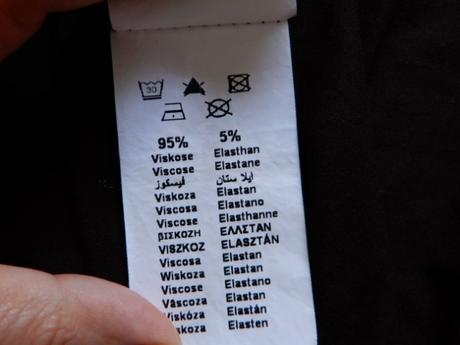 30
95% 5%
Viskose Elasthan
Viscose Elastane
فيسكوز إيلا ستان
Viskoza Elastan
Viscosa Elastano
Viscose Elasthanne
ΒΙΣΚΟΖΗ ΕΛΑΣΤΑΝ
VISZKOZ ELASZTÁN
Viscosa Elastan
Wiskoza Elastan
Viscose Elastano
Vâscoza Elastan
Viskóza Elastán
Elasten